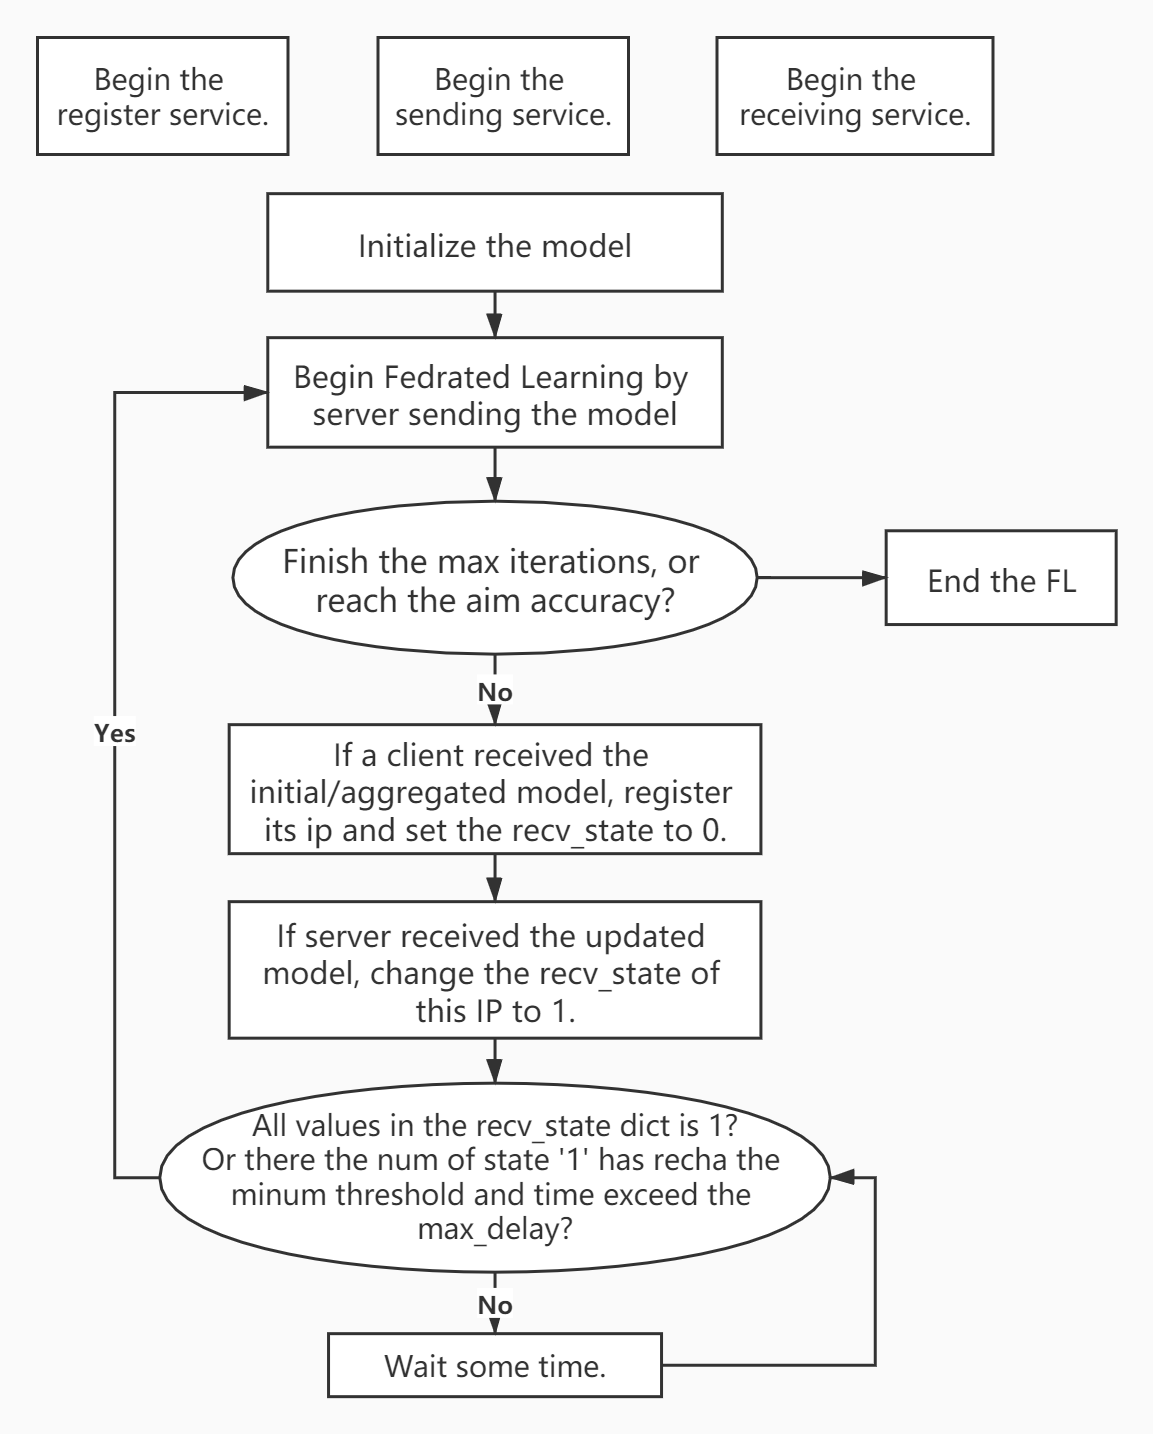 Begin the
register service.
Begin the
sending service.
Begin the
receiving service.
Initialize the model
Begin Fedrated Learning by
server sending the model
Finish the max iterations, or
reach the aim accuracy?
End the FL
No
Yes
If a client received the
initial/aggregated model, register
its ip and set the recv_state to 0.
If server received the updated
model, change the recv_state of
this IP to 1.
All values in the recv_state dict is 1?
Or there the num of state '1' has recha the
minum threshold and time exceed the
max_delay?
No
Wait some time.